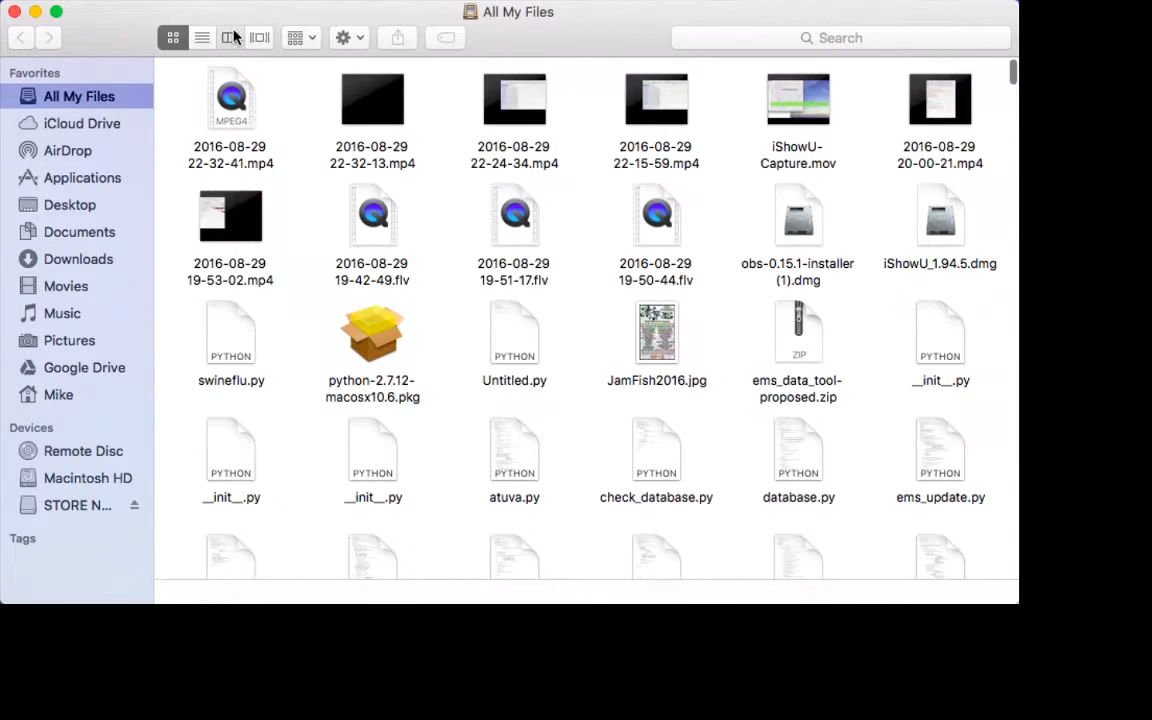 All My Files
Search
Favorites
All My Files
iCloud Drive
AirDrop
Applications
Desktop
Documents
Downloads
Movies
Music
Pictures
Google Drive
Mike
Devices
Remote Disc
Macintosh HD
STORE N...
Tags
MPEG4
2016-08-29 2016-08-29 2016-08-29 2016-08-29 iShowU- 2016-08-29
22-32-41.mp4 22-32-13.mp4 22-24-34.mp4 22-15-59.mp4 Capture.mov 20-00-21.mp4
2016-08-29 2016-08-29 2016-08-29 2016-08-29 obs-0.15.1-installer iShowU_1.94.5.dmg
19-53-02.mp4 19-42-49.flv 19-51-17.flv 19-50-44.flv (1).dmg
PYTHON PYTHON ZIP PYTHON
swineflu.py python-2.7.12- Untitled.py JamFish2016.jpg ems_data_tool- __init__.py
macosx10.6.pkg proposed.zip
PYTHON PYTHON PYTHON PYTHON PYTHON PYTHON
__init__.py __init__.py atuva.py check_database.py database.py ems_update.py